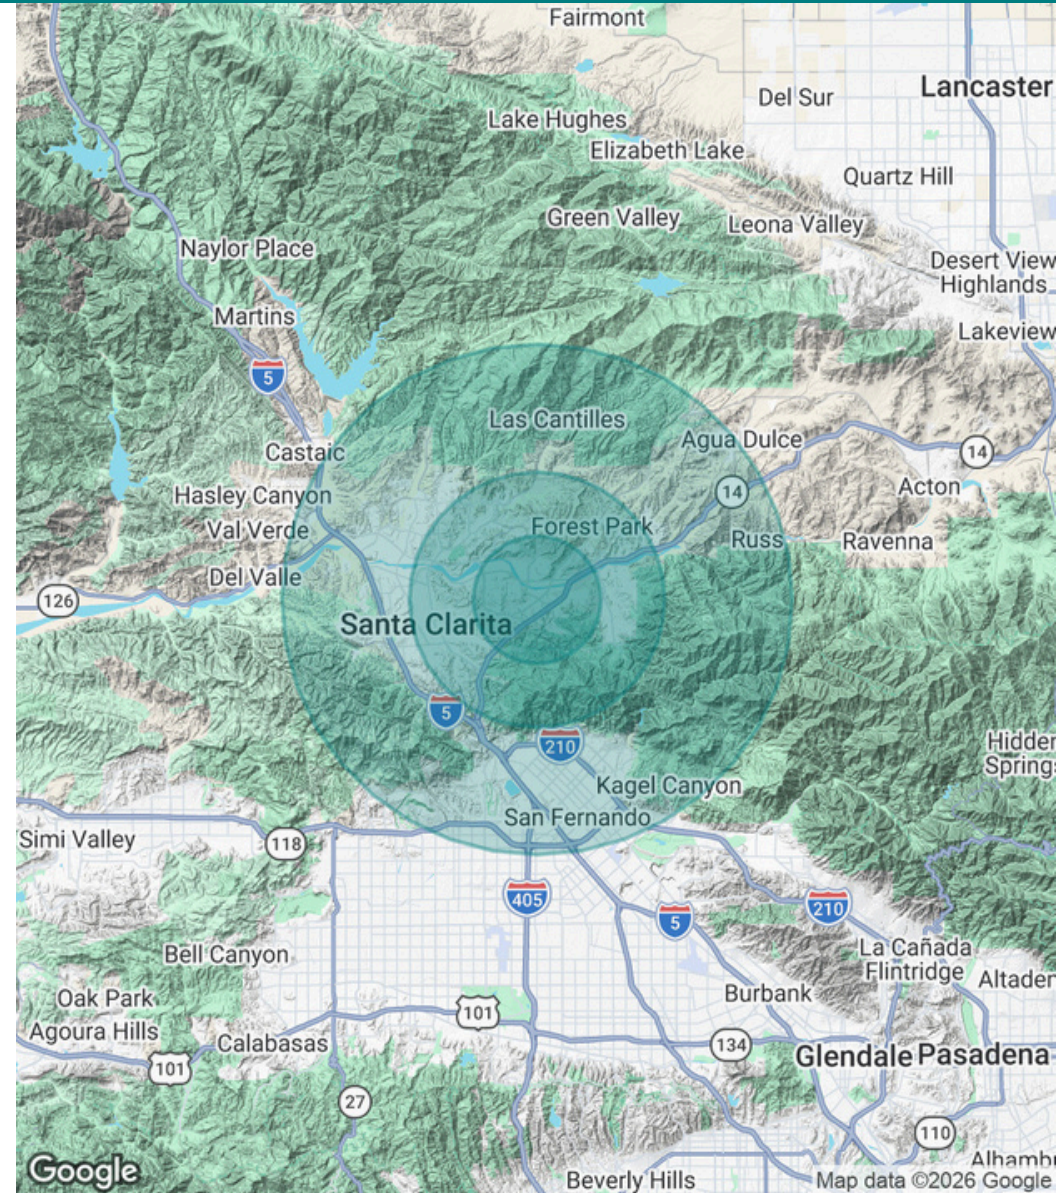 Fairmont
Lancaster
Del Sur
Lake Hughes
Elizabeth Lake
Quartz Hill
Green Valley
Leona Valley
Naylor Place
Desert View
Highlands
Martins
Lakeview
5
Las Cantilles
Agua Dulce
Castaic
14
14
Hasley Canyon
Acton
Val Verde
Forest Park
Russ
Ravenna
Del Valle
126
Santa Clarita
5
210
Hidden
Springs
Kagel Canyon
San Fernando
Simi Valley
118
405
5
210
Bell Canyon
La Cañada
Flintridge
Altaden
Burbank
Oak Park
101
Agoura Hills
Calabasas
134
Glendale
Pasadena
101
27
110
Alhambr
Google
Beverly Hills
Map data ©2026 Google